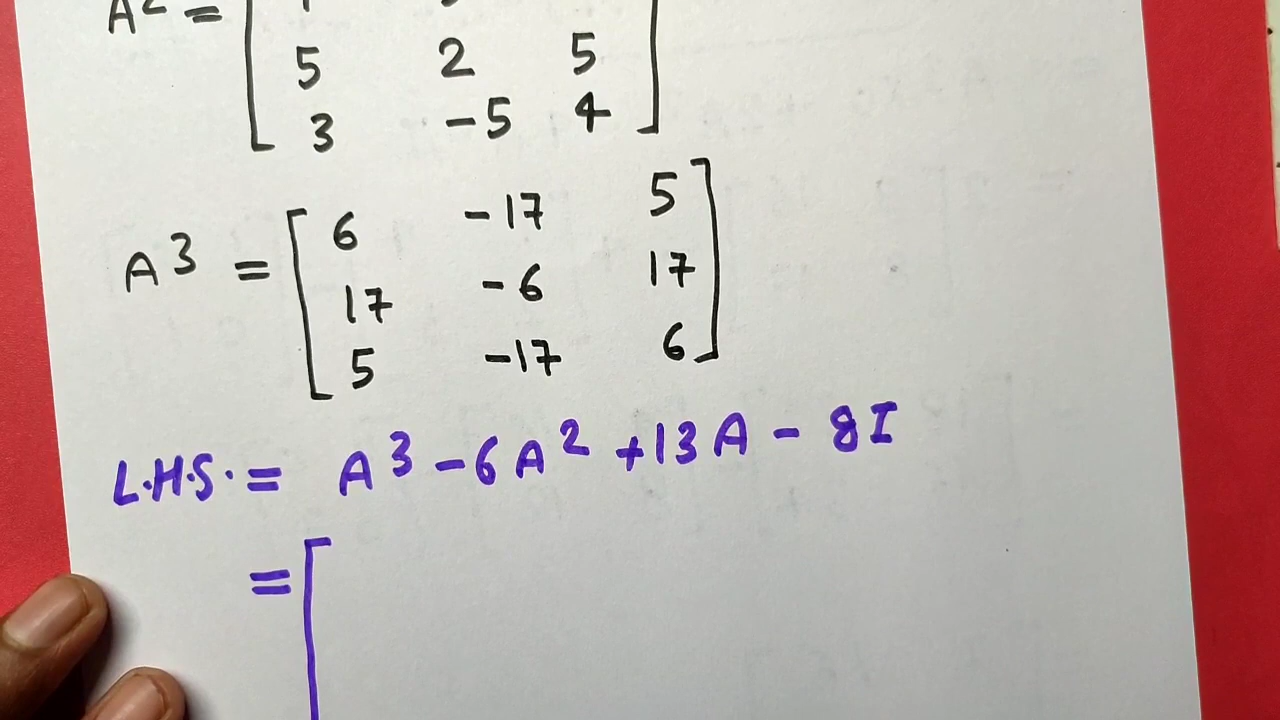 A² =
5 2 5
3 -5 4
A³ = [ 6 -17 5
17 -6 17
5 -17 6 ]
L.H.S. = A³ - 6A² + 13A - 8I
= [